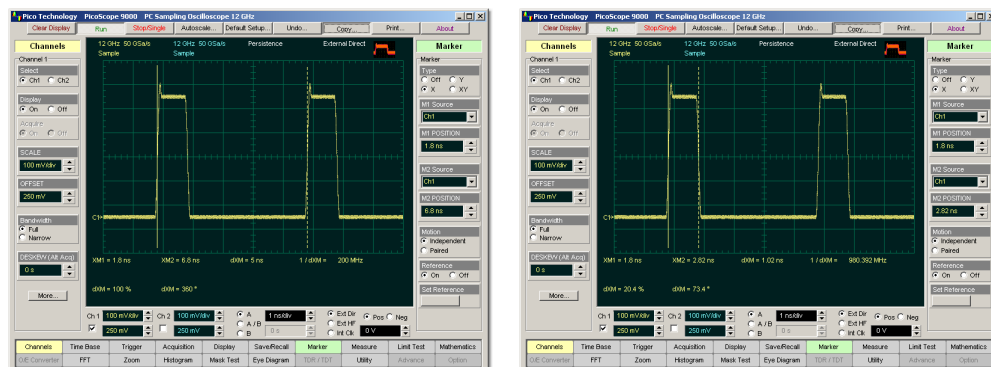 Pico Technology PicoScope 9000 PC Sampling Oscilloscope 12 GHz
Clear Display Run Stop/Single Autoscale... Default Setup... Undo... Copy... Print... About
Channels
Channel 1
Select
Ch1 Ch2
Display
On Off
Acquire
On Off
SCALE
100 mV/div
OFFSET
250 mV
Bandwidth
Full
Narrow
DESKEW (Alt Acq)
0 s
More...
12 GHz 50 GSa/s 12 GHz 50 GSa/s Persistence External Direct
Sample Sample
C1
XM1 = 1.8 ns XM2 = 6.8 ns dXM = 5 ns 1 / dXM = 200 MHz
dXM = 100 % dXM = 360°
Marker
Marker
Type
Off Y
X XY
M1 Source
Ch1
M1 POSITION
1.8 ns
M2 Source
Ch1
M2 POSITION
6.8 ns
Motion
Independent
Paired
Reference
On Off
Set Reference
Ch 1 100 mV/div Ch 2 100 mV/div A 1 ns/div Ext Dir Pos Neg
250 mV 250 mV A / B B 0 s Ext HF Int Clk 0 V
Channels Time Base Trigger Acquisition Display Save/Recall Marker Measure Limit Test Mathematics
O/E Converter FFT Zoom Histogram Mask Test Eye Diagram TDR / TDT Utility Advance Option
Pico Technology PicoScope 9000 PC Sampling Oscilloscope 12 GHz
Clear Display Run Stop/Single Autoscale... Default Setup... Undo... Copy... Print... About
Channels
Channel 1
Select
Ch1 Ch2
Display
On Off
Acquire
On Off
SCALE
100 mV/div
OFFSET
250 mV
Bandwidth
Full
Narrow
DESKEW (Alt Acq)
0 s
More...
12 GHz 50 GSa/s 12 GHz 50 GSa/s Persistence External Direct
Sample Sample
C1
XM1 = 1.8 ns XM2 = 2.82 ns dXM = 1.02 ns 1 / dXM = 980.392 MHz
dXM = 20.4 % dXM = 73.4°
Marker
Marker
Type
Off Y
X XY
M1 Source
Ch1
M1 POSITION
1.8 ns
M2 Source
Ch1
M2 POSITION
2.82 ns
Motion
Independent
Paired
Reference
On Off
Set Reference
Ch 1 100 mV/div Ch 2 100 mV/div A 1 ns/div Ext Dir Pos Neg
250 mV 250 mV A / B B 0 s Ext HF Int Clk 0 V
Channels Time Base Trigger Acquisition Display Save/Recall Marker Measure Limit Test Mathematics
O/E Converter FFT Zoom Histogram Mask Test Eye Diagram TDR / TDT Utility Advance Option